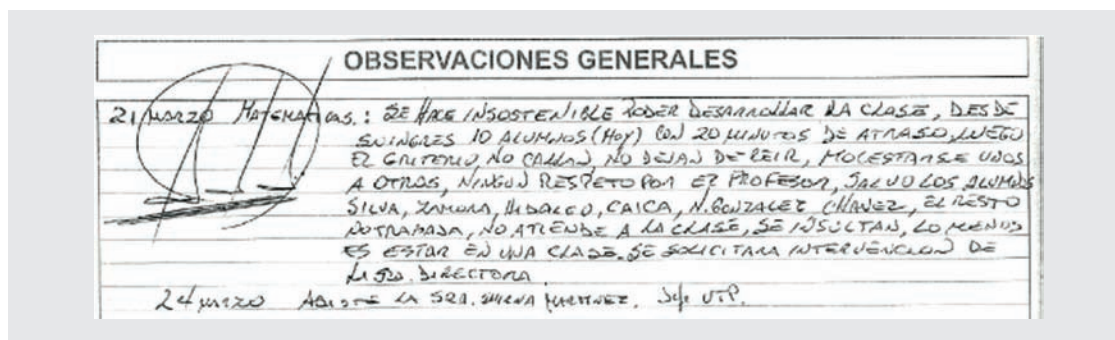 OBSERVACIONES GENERALES
21 MARZO MATEMATICAS. : SE HACE INSOSTENIBLE PODER DESARROLLAR LA CLASE, DESDE
SU INGRES 10 ALUMNOS (HOY) CON 20 MINUTOS DE ATRASO, LUEGO
EL GRITERIO, NO CALLAN, NO DEJAN DE REIR, MOLESTARSE UNOS
A OTROS, NINGUN RESPETO POR EL PROFESOR, SALVO LOS ALUMNOS
SILVA, ZAMORA, HIDALGO, CAICA, N. GONZALEZ CHAVEZ, EL RESTO
NO TRABAJA, NO ATIENDE A LA CLASE, SE INSULTAN, LO MENOS
ES ESTAR EN UNA CLASE. SE SOLICITARA INTERVENCION DE
LA SRA. DIRECTORA.
24 MARZO ASISTE LA SRA. MARTINEZ. Jefe UTP.